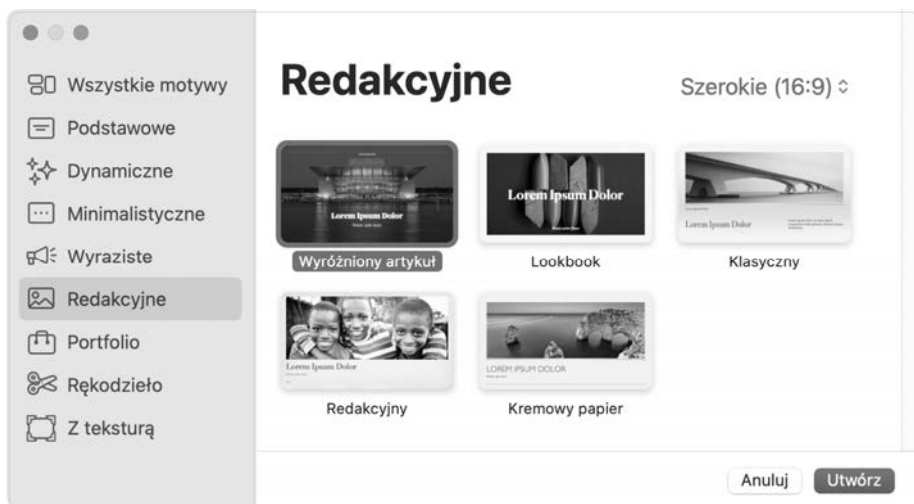 Wszystkie motywy
Podstawowe
Dynamiczne
Minimalistyczne
Wyraziste
Redakcyjne
Portfolio
Rękodzieło
Z teksturą
Redakcyjne
Szerokie (16:9)
Lorem Ipsum Dolor
Wyróżniony artykuł
Lorem Ipsum Dolor
Lookbook
Lorem Ipsum Dolor
Klasyczny
Lorem Ipsum Dolor
Redakcyjny
LOREM IPSUM DOLOR
Kremowy papier
Anuluj
Utwórz